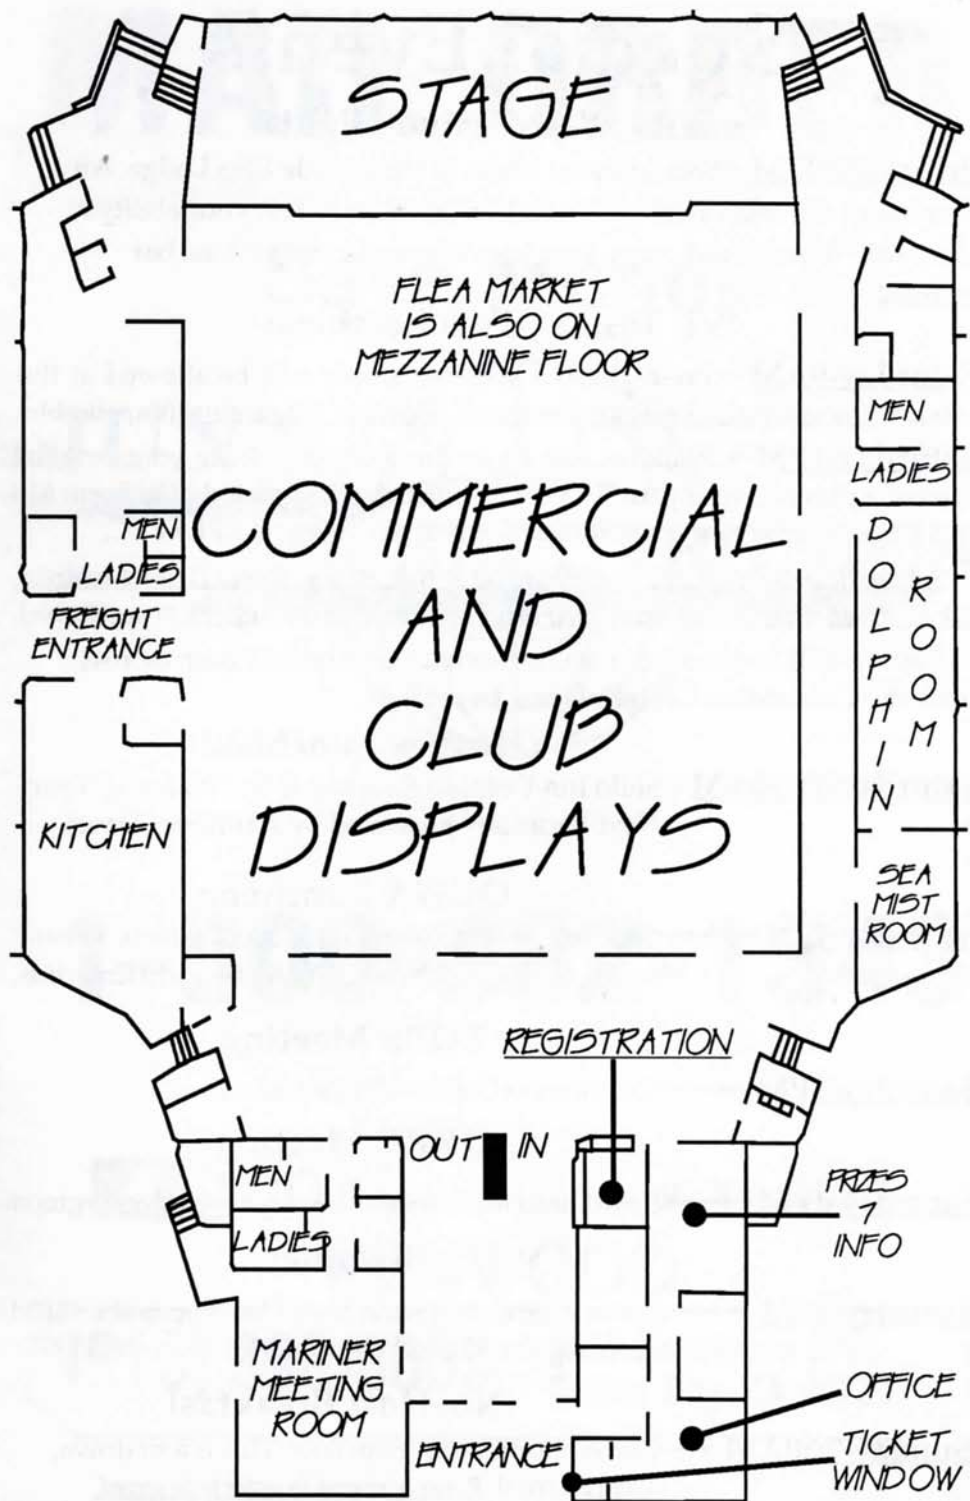 STAGE
FLEA MARKET
IS ALSO ON
MEZZANINE FLOOR
MEN
LADIES
COMMERCIAL
AND
CLUB
DISPLAYS
MEN
LADIES
FREIGHT
ENTRANCE
DOLPHIN
ROOM
KITCHEN
SEA
MIST
ROOM
REGISTRATION
OUT
IN
MEN
LADIES
PRIZES
7
INFO
MARINER
MEETING
ROOM
OFFICE
ENTRANCE
TICKET
WINDOW